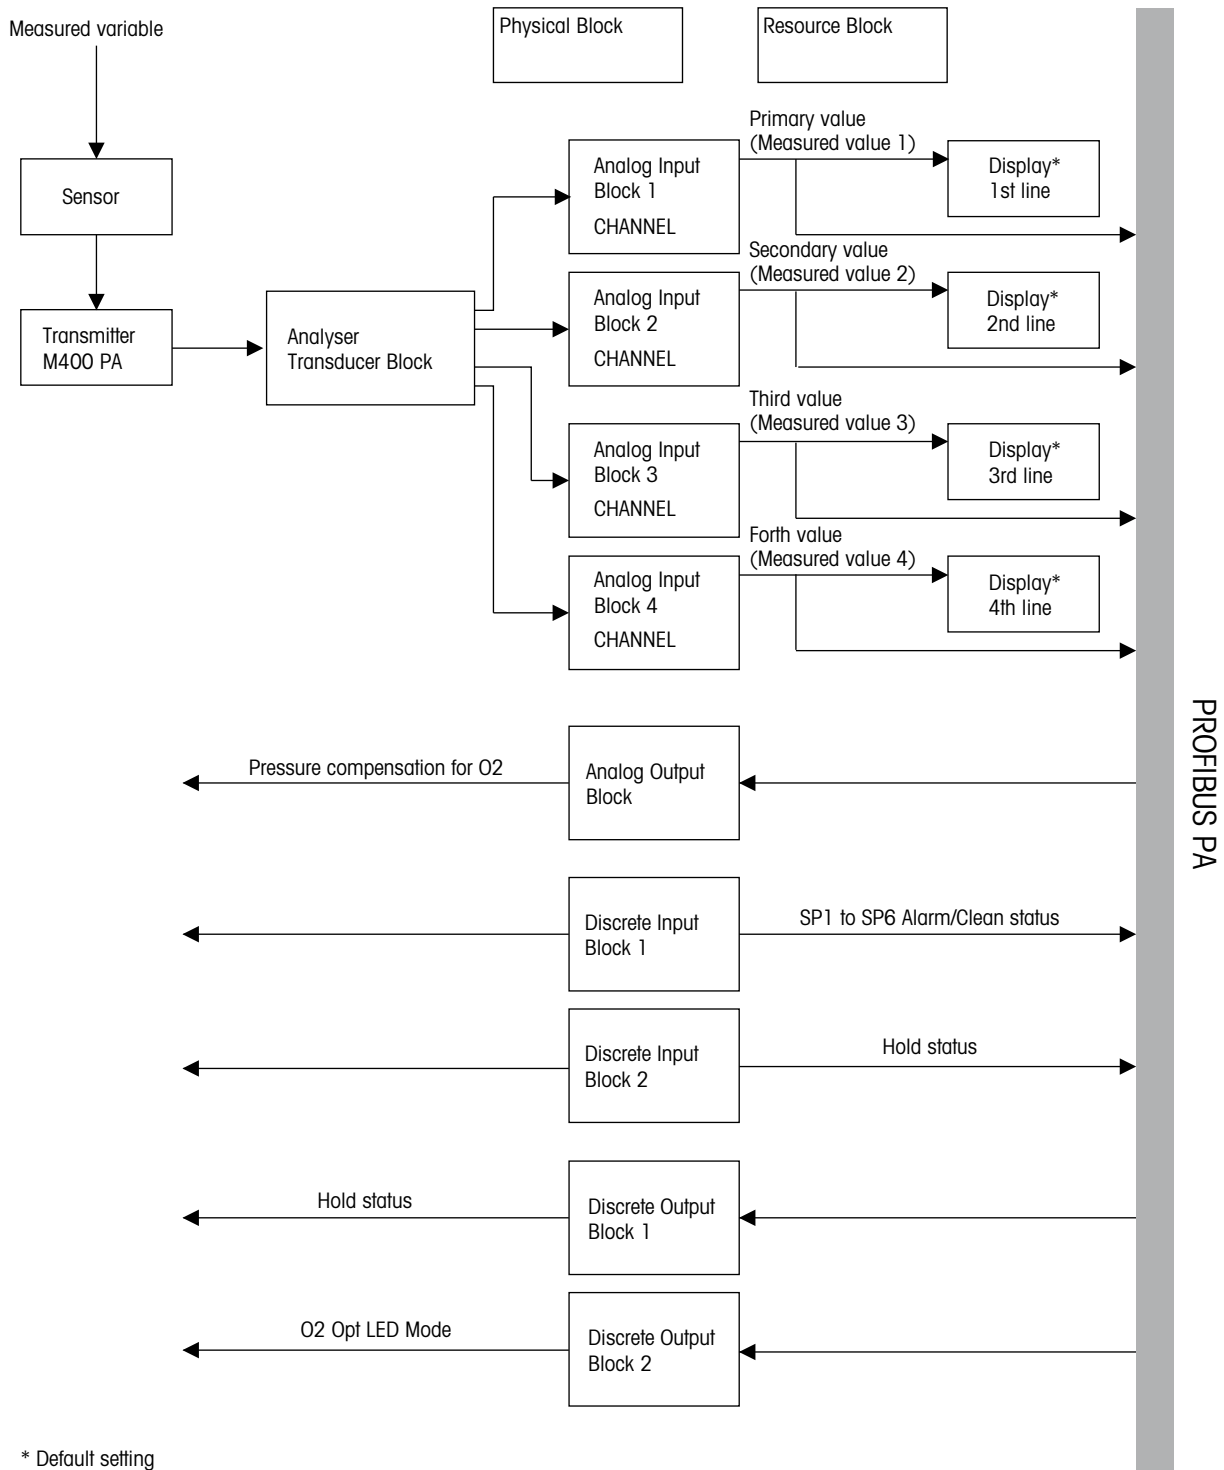 Measured variable
Physical Block
Resource Block
Sensor
Transmitter
M400 PA
Analyser
Transducer Block
Analog Input
Block 1
CHANNEL
Primary value
(Measured value 1)
Display*
1st line
Analog Input
Block 2
CHANNEL
Secondary value
(Measured value 2)
Display*
2nd line
Analog Input
Block 3
CHANNEL
Third value
(Measured value 3)
Display*
3rd line
Analog Input
Block 4
CHANNEL
Forth value
(Measured value 4)
Display*
4th line
PROFIBUS PA
Pressure compensation for O2
Analog Output
Block
Discrete Input
Block 1
SP1 to SP6 Alarm/Clean status
Discrete Input
Block 2
Hold status
Hold status
Discrete Output
Block 1
O2 Opt LED Mode
Discrete Output
Block 2
* Default setting